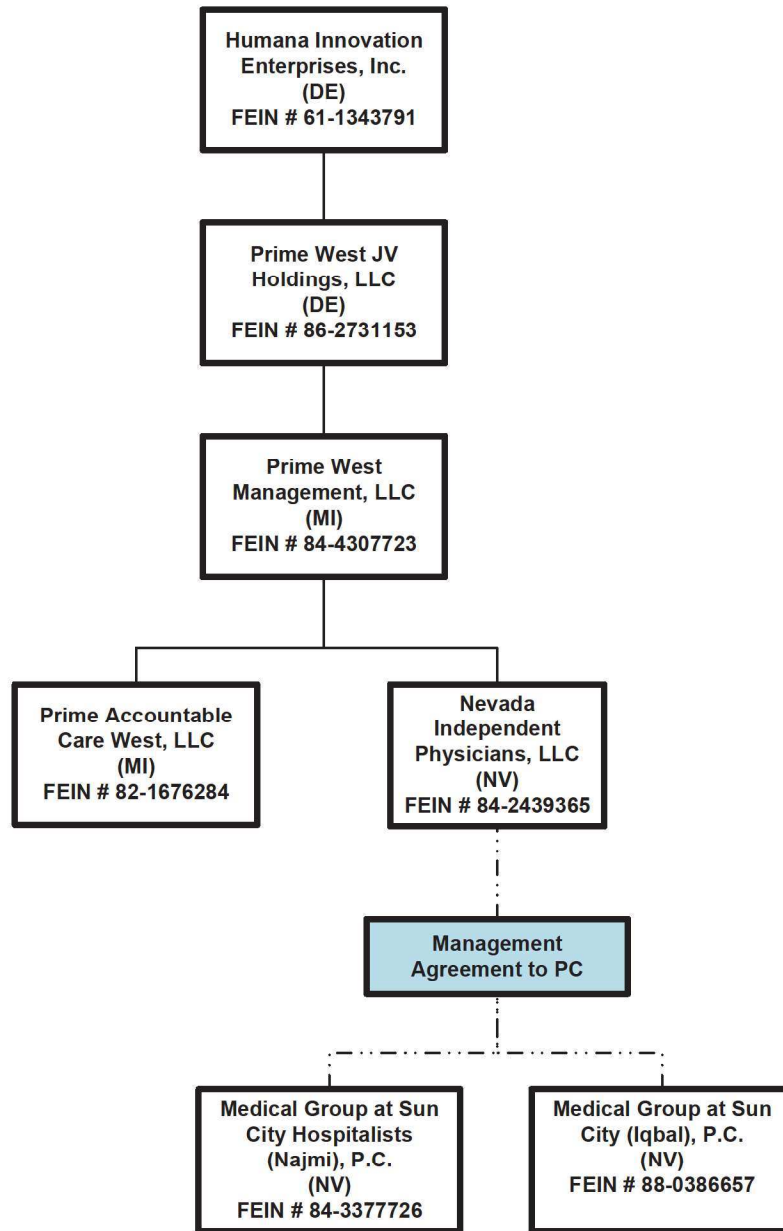 Humana Innovation
Enterprises, Inc.
(DE)
FEIN # 61-1343791
Prime West JV
Holdings, LLC
(DE)
FEIN # 86-2731153
Prime West
Management, LLC
(MI)
FEIN # 84-4307723
Prime Accountable
Care West, LLC
(MI)
FEIN # 82-1676284
Nevada
Independent
Physicians, LLC
(NV)
FEIN # 84-2439365
Management
Agreement to PC
Medical Group at Sun
City Hospitalists
(Najmi), P.C.
(NV)
FEIN # 84-3377726
Medical Group at Sun
City (Iqbal), P.C.
(NV)
FEIN # 88-0386657